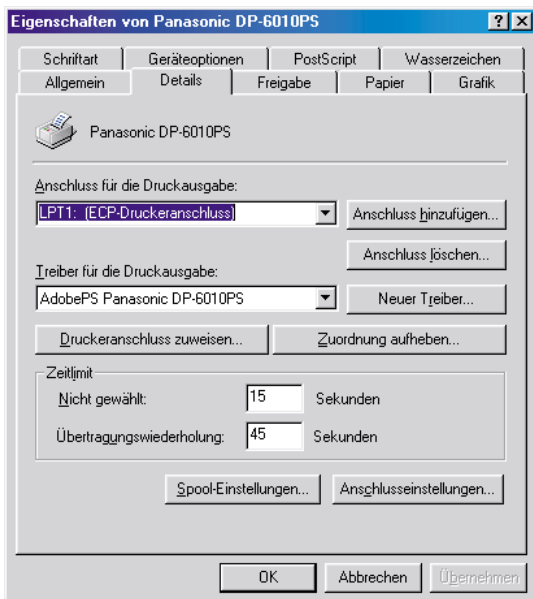 Eigenschaften von Panasonic DP-6010PS
Schriftart Geräteoptionen PostScript Wasserzeichen
Allgemein Details Freigabe Papier Grafik
Panasonic DP-6010PS
Anschluss für die Druckausgabe:
LPT1: (ECP-Druckeranschluss) Anschluss hinzufügen...
Anschluss löschen...
Treiber für die Druckausgabe:
AdobePS Panasonic DP-6010PS Neuer Treiber...
Druckeranschluss zuweisen... Zuordnung aufheben...
Zeitlimit
Nicht gewählt: 15 Sekunden
Übertragungswiederholung: 45 Sekunden
Spool-Einstellungen... Anschlusseinstellungen...
OK Abbrechen Übernehmen